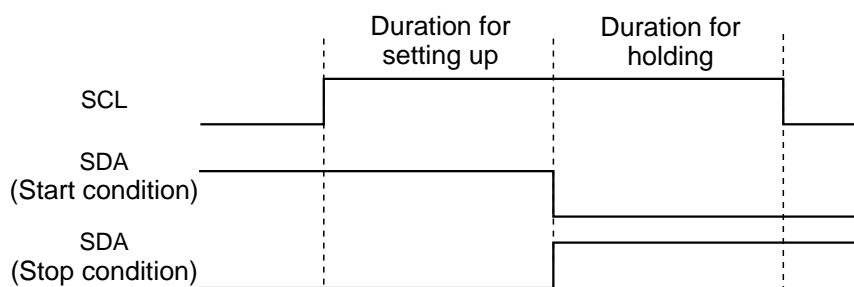 Duration for
setting up
Duration for
holding
SCL
SDA
(Start condition)
SDA
(Stop condition)